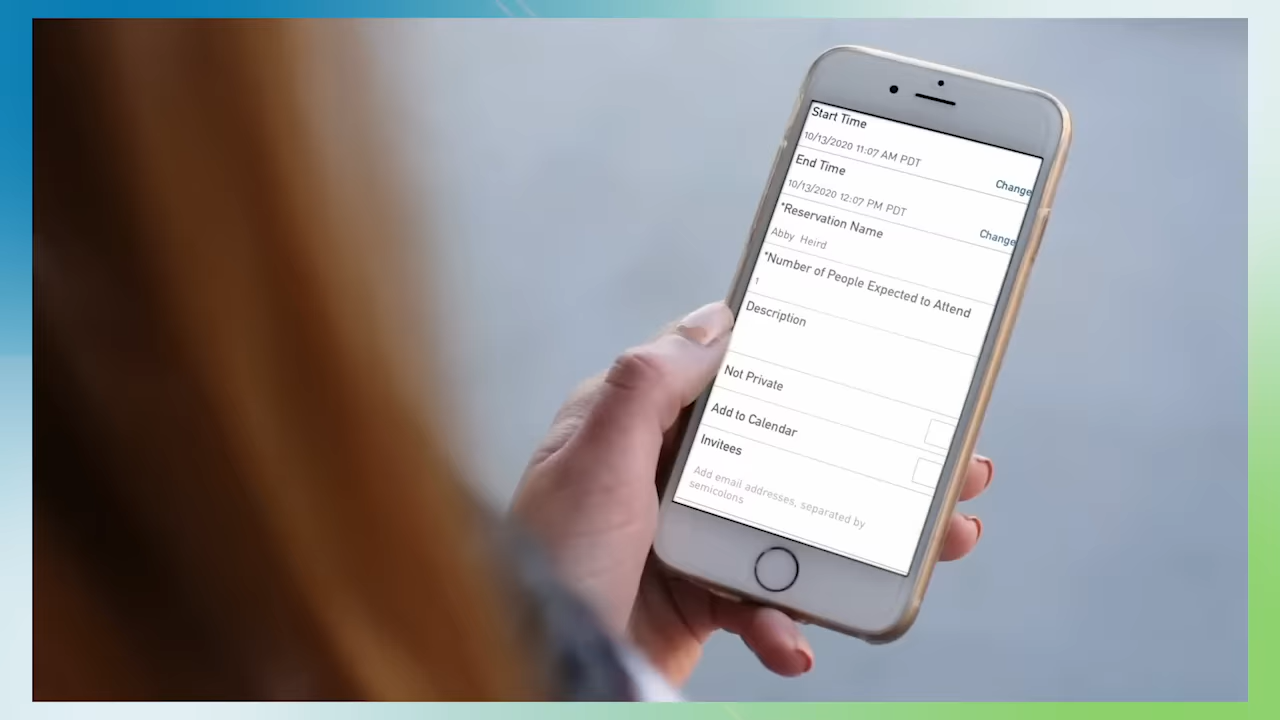 Start Time
10/13/2020 11:07 AM PDT
Change
End Time
10/13/2020 12:07 PM PDT
Change
*Reservation Name
Abby Heird
*Number of People Expected to Attend
1
Description
Not Private
Add to Calendar
Invitees
Add email addresses, separated by
semicolons